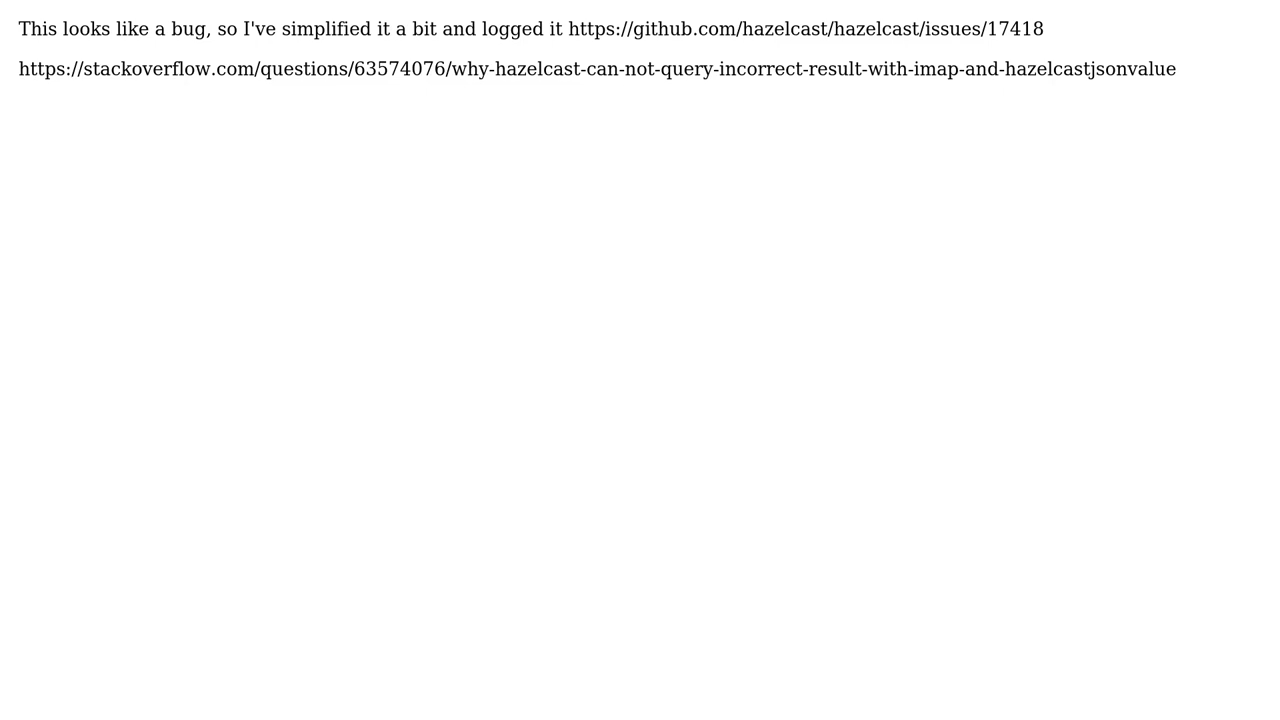 This looks like a bug, so I've simplified it a bit and logged it https://github.com/hazelcast/hazelcast/issues/17418
https://stackoverflow.com/questions/63574076/why-hazelcast-can-not-query-incorrect-result-with-imap-and-hazelcastjsonvalue